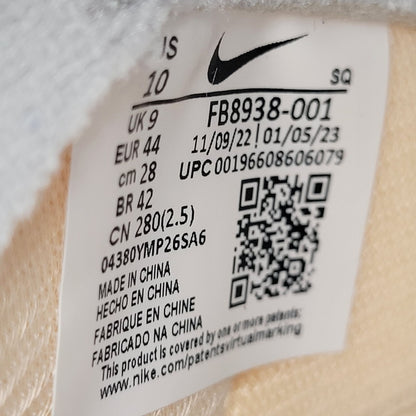 US
10
SQ
UK 9
FB8938-001
EUR 44
11/09/22 | 01/05/23
cm 28
UPC 00196608606079
BR 42
CN 280(2.5)
04380YMP26SA6
MADE IN CHINA
HECHO EN CHINA
FABRIQUE EN CHINE
FABRICADO NA CHINA
This product is covered by one or more patents;
www.nike.com/patentsvirtualmarking